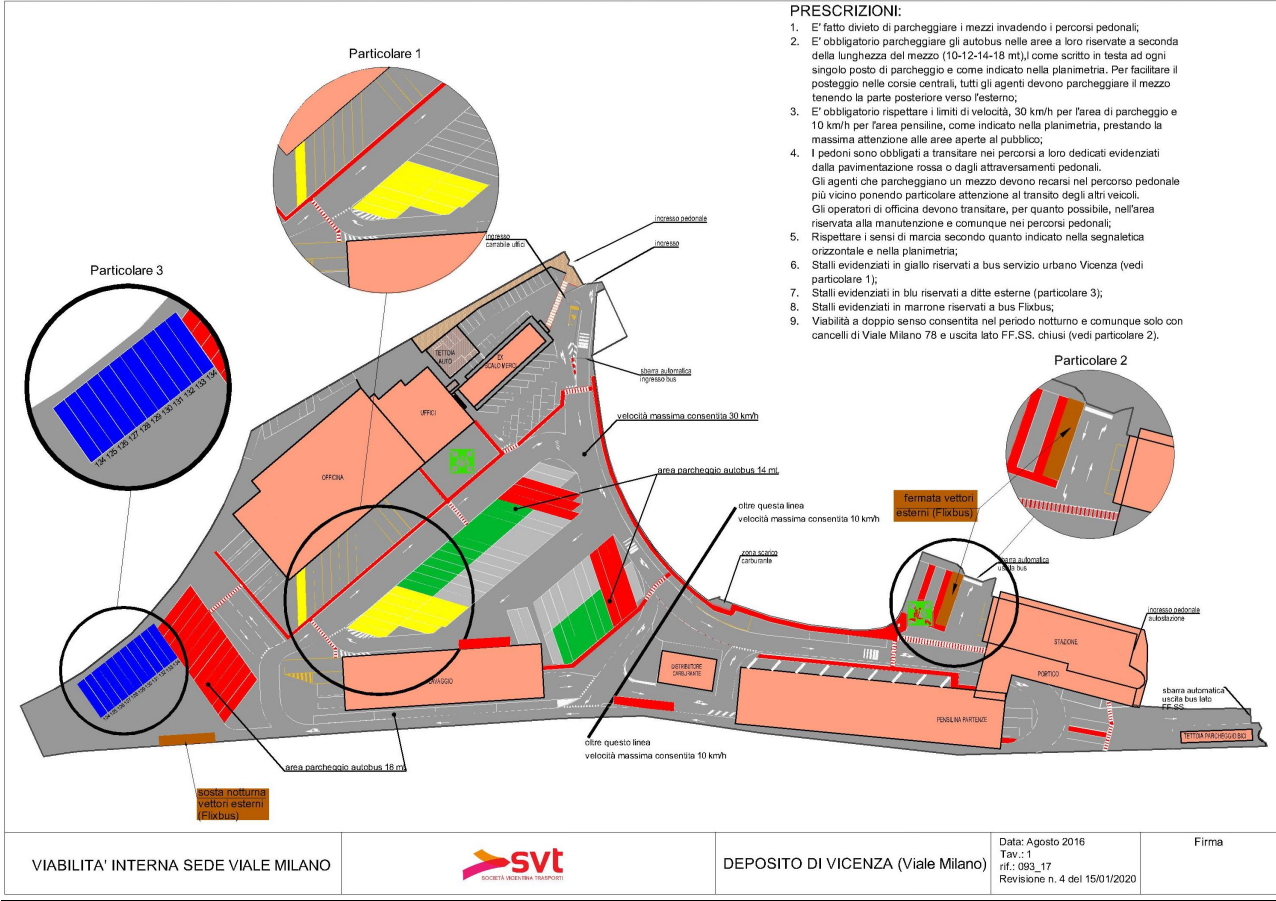 PRESCRIZIONI:
1. E' fatto divieto di parcheggiare i mezzi invadendo i percorsi pedonali;
2. E' obbligatorio parcheggiare gli autobus nelle aree a loro riservate a seconda
della lunghezza del mezzo (10-12-14-18 mt),l come scritto in testa ad ogni
singolo posto di parcheggio e come indicato nella planimetria. Per facilitare il
posteggio nelle corsie centrali, tutti gli agenti devono parcheggiare il mezzo
tenendo la parte posteriore verso l'esterno;
3. E' obbligatorio rispettare i limiti di velocità, 30 km/h per l'area di parcheggio e
10 km/h per l'area pensiline, come indicato nella planimetria, prestando la
massima attenzione alle aree aperte al pubblico;
4. I pedoni sono obligati a transitare nei percorsi a loro dedicati evidenziati
dalla pavimentazione rossa o dagli attraversamenti pedonali.
Gli agenti che parcheggiano un mezzo devono recarsi nel percorso pedonale
più vicino ponendo particolare attenzione al transito degli altri veicoli.
Gli operatori di officina devono transitare, per quanto possibile, nell'area
riservata alla manutenzione e comunque nei percorsi pedonali;
5. Rispettare i sensi di marcia secondo quanto indicato nella segnaletica
orizzontale e nella planimetria;
6. Stalli evidenziati in giallo riservati a bus servizio urbano Vicenza (vedi
particolare 1);
7. Stalli evidenziati in blu riservati a ditte esterne (particolare 3);
8. Stalli evidenziati in marrone riservati a bus Flixbus;
9. Viabilità a doppio senso consentita nel periodo notturno e comunque solo con
cancelli di Viale Milano 78 e uscita lato FF.SS. chiusi (vedi particolare 2).
Particolare 1
Particolare 3
Particolare 2
124 125 126 127 128 129 130 131 132 133 134
ingresso pedonale
ingresso
ingresso
carrabile uffici
TETTOIA
AUTO
EX
SCALO MERCI
UFFICI
OFFICINA
sbarra automatica
ingresso bus
velocità massima consentita 30 km/h
area parcheggio autobus 14 mt.
oltre questa linea
velocità massima consentita 10 km/h
fermata vettori
esterni (Flixbus)
zona scarico
carburante
sbarra automatica
uscita bus
ingresso pedonale
autostazione
STAZIONE
PORTICO
DISTRIBUTORE
CARBURANTE
LAVAGGIO
PENSILINA PARTENZE
sbarra automatica
uscita bus lato
FF.SS.
TETTOIA PARCHEGGIO BICI
oltre questo linea
velocità massima consentita 10 km/h
area parcheggio autobus 18 mt.
sosta notturna
vettori esterni
(Flixbus)
VIABILITA' INTERNA SEDE VIALE MILANO
svt
SOCIETÀ VICENTINA TRASPORTI
DEPOSITO DI VICENZA (Viale Milano)
Data: Agosto 2016
Tav.: 1
rif.: 093_17
Revisione n. 4 del 15/01/2020
Firma